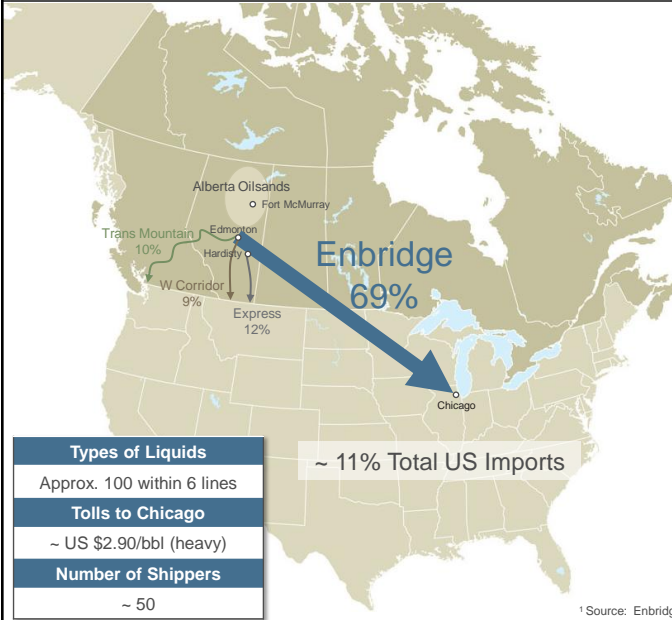 Alberta Oilsands
Fort McMurray
Edmonton
Trans Mountain
10%
Hardisty
Enbridge
69%
W Corridor
9%
Express
12%
Chicago
~ 11% Total US Imports
Types of Liquids
Approx. 100 within 6 lines
Tolls to Chicago
~ US $2.90/bbl (heavy)
Number of Shippers
~ 50
¹ Source: Enbridg